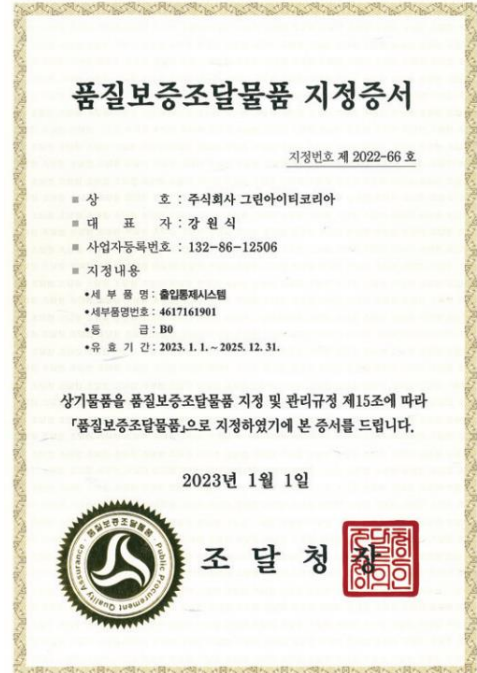 품질보증조달물품 지정증서
지정번호 제 2022-66 호
■ 상 호 : 주식회사 그린아이티코리아
■ 대 표 자 : 강 원 식
■ 사업자등록번호 : 132-86-12506
■ 지정내용
•세 부 품 명 : 출입통제시스템
•세부품명번호 : 4617161901
•등 급 : B0
•유 효 기 간 : 2023. 1. 1. ~ 2025. 12. 31.
상기물품을 품질보증조달물품 지정 및 관리규정 제15조에 따라
「품질보증조달물품」으로 지정하였기에 본 증서를 드립니다.
2023년 1월 1일
품질보증조달물품
Public Procurement Quality Assurance
조 달 청 장